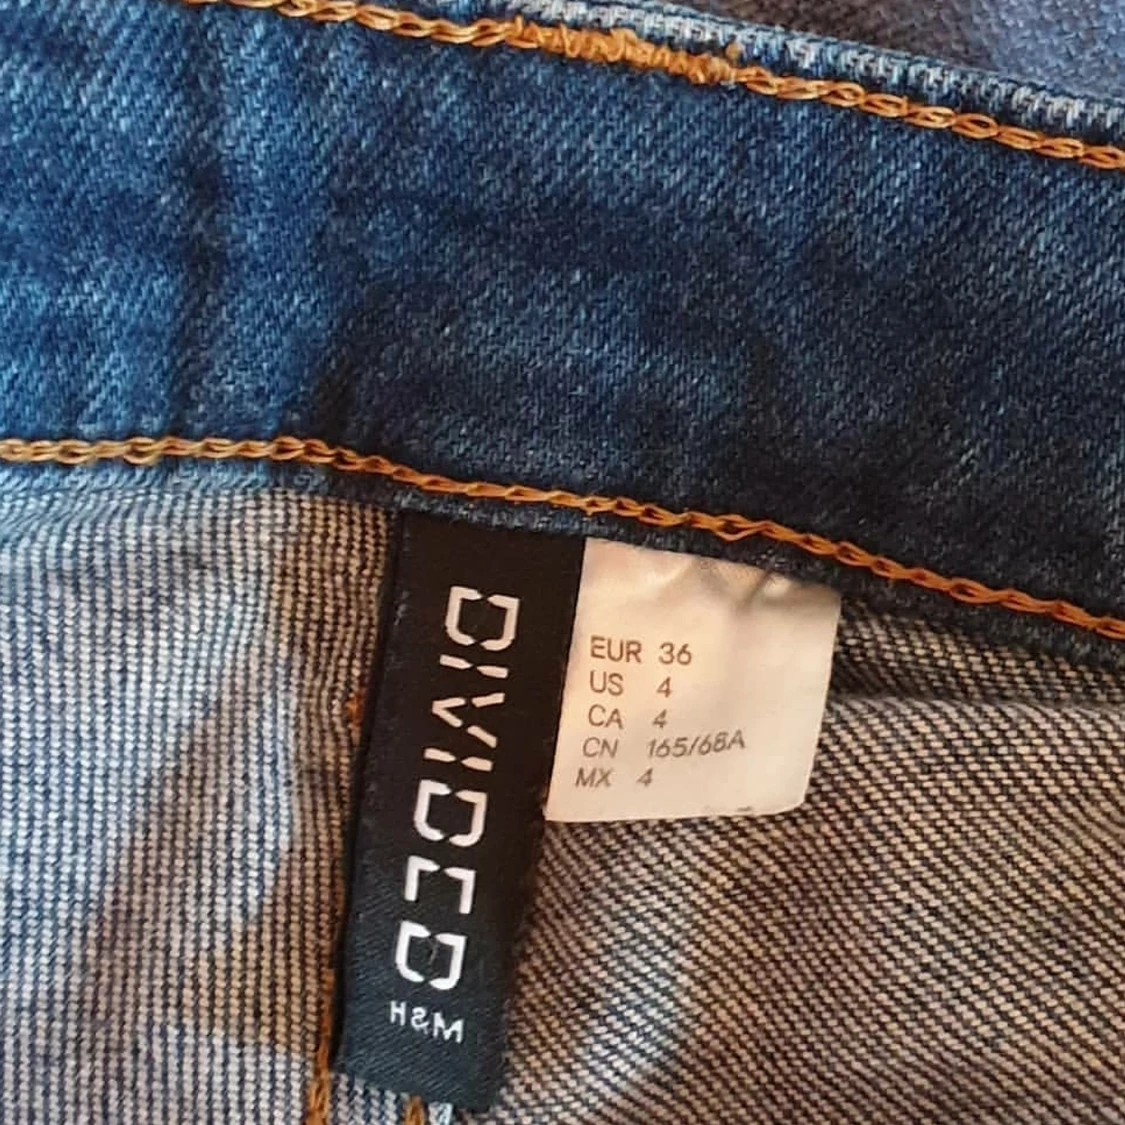 DIVIDED
H&M
EUR 36
US 4
CA 4
CN 165/68A
MX 4